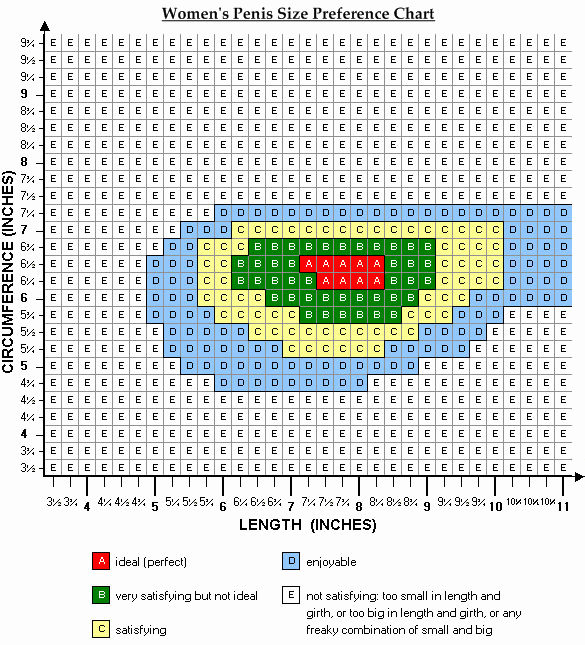 Women's Penis Size Preference Chart
CIRCUMFERENCE (INCHES)
9¾ E E E E E E E E E E E E E E E E E E E E E E E E E E E E E E E
9½ E E E E E E E E E E E E E E E E E E E E E E E E E E E E E E E
9¼ E E E E E E E E E E E E E E E E E E E E E E E E E E E E E E E
9 E E E E E E E E E E E E E E E E E E E E E E E E E E E E E E E
8¾ E E E E E E E E E E E E E E E E E E E E E E E E E E E E E E E
8½ E E E E E E E E E E E E E E E E E E E E E E E E E E E E E E E
8¼ E E E E E E E E E E E E E E E E E E E E E E E E E E E E E E E
8 E E E E E E E E E E E E E E E E E E E E E E E E E E E E E E E
7¾ E E E E E E E E E E E E E E E E E E E E E E E E E E E E E E E
7½ E E E E E E E E E E E E E E E E E E E E E E E E E E E E E E E
7¼ E E E E E E E E E E D D D D D D D D D D D D D D D D D D D D D
7 E E E E E E E E D D D C C C C C C C C C C C C C C C C D D D D
6¾ E E E E E E E D D C C C B B B B B B B B B B B C C C C D D D D
6½ E E E E E E D D D C C B B B B A A A A A B B B C C C C D D D D
6¼ E E E E E E D D D C C B B B B B A A A A B B B C C C C D D D D
6 E E E E E E D D D C C C C B B B B B B B B B C C C D D D D D D
5¾ E E E E E E D D D D C C C C C B B B B B B C C C D D D E E E E
5½ E E E E E E E D D D D D C C C C C C C C C C D D D D E E E E E
5¼ E E E E E E E D D D D D D D C C C C C C D D D D D E E E E E E
5 E E E E E E E E D D D D D D D D D D D D D D E E E E E E E E E
4¾ E E E E E E E E E E D D D D D D D D D E E E E E E E E E E E E
4½ E E E E E E E E E E E E E E E E E E E E E E E E E E E E E E E
4¼ E E E E E E E E E E E E E E E E E E E E E E E E E E E E E E E
4 E E E E E E E E E E E E E E E E E E E E E E E E E E E E E E E
3¾ E E E E E E E E E E E E E E E E E E E E E E E E E E E E E E E
3½ E E E E E E E E E E E E E E E E E E E E E E E E E E E E E E E
3½ 3¾ 4 4¼ 4½ 4¾ 5 5¼ 5½ 5¾ 6 6¼ 6½ 6¾ 7 7¼ 7½ 7¾ 8 8¼ 8½ 8¾ 9 9¼ 9½ 9¾ 10 10¼ 10½ 10¾ 11
LENGTH (INCHES)
A ideal (perfect)
B very satisfying but not ideal
C satisfying
D enjoyable
E not satisfying: too small in length and
girth, or too big in length and girth, or any
freaky combination of small and big